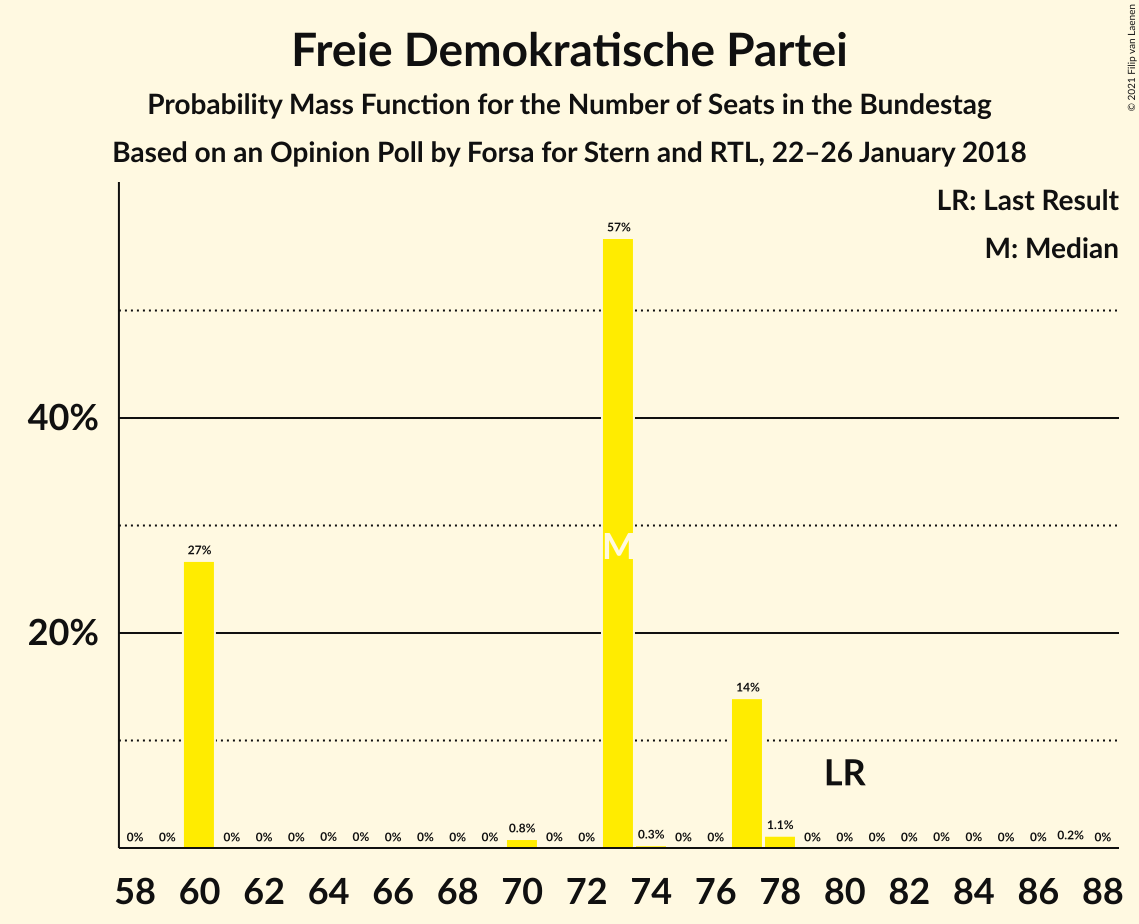 Freie Demokratische Partei
Probability Mass Function for the Number of Seats in the Bundestag
Based on an Opinion Poll by Forsa for Stern and RTL, 22–26 January 2018
© 2021 Filip van Laenen
LR: Last Result
M: Median
57%
40%
27%
M
20%
14%
LR
0% 0% 0% 0% 0% 0% 0% 0% 0% 0% 0% 0.8% 0% 0% 0.3% 0% 0% 1.1% 0% 0% 0% 0% 0% 0% 0% 0% 0.2% 0%
58 60 62 64 66 68 70 72 74 76 78 80 82 84 86 88